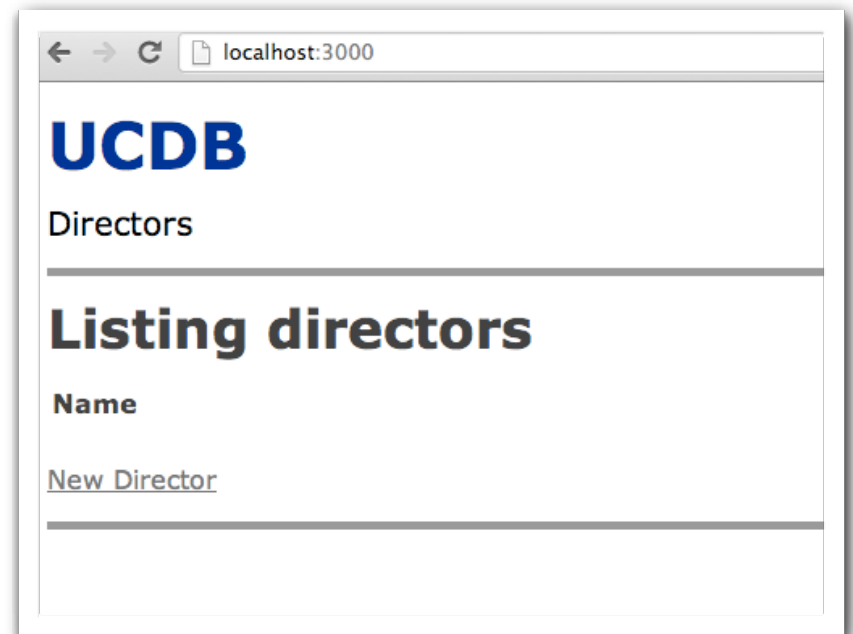 localhost:3000
UCDB
Directors
Listing directors
Name
New Director